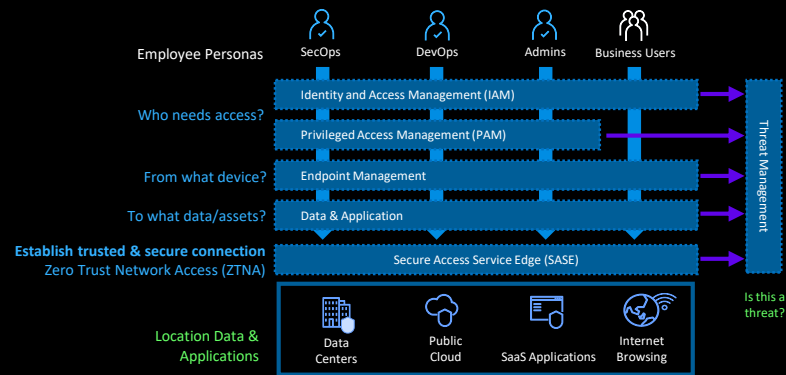 Employee Personas
SecOps
DevOps
Admins
Business Users
Who needs access?
Identity and Access Management (IAM)
Privileged Access Management (PAM)
From what device?
Endpoint Management
To what data/assets?
Data & Application
Establish trusted & secure connection
Zero Trust Network Access (ZTNA)
Secure Access Service Edge (SASE)
Threat Management
Is this a
threat?
Location Data &
Applications
Data
Centers
Public
Cloud
SaaS Applications
Internet
Browsing